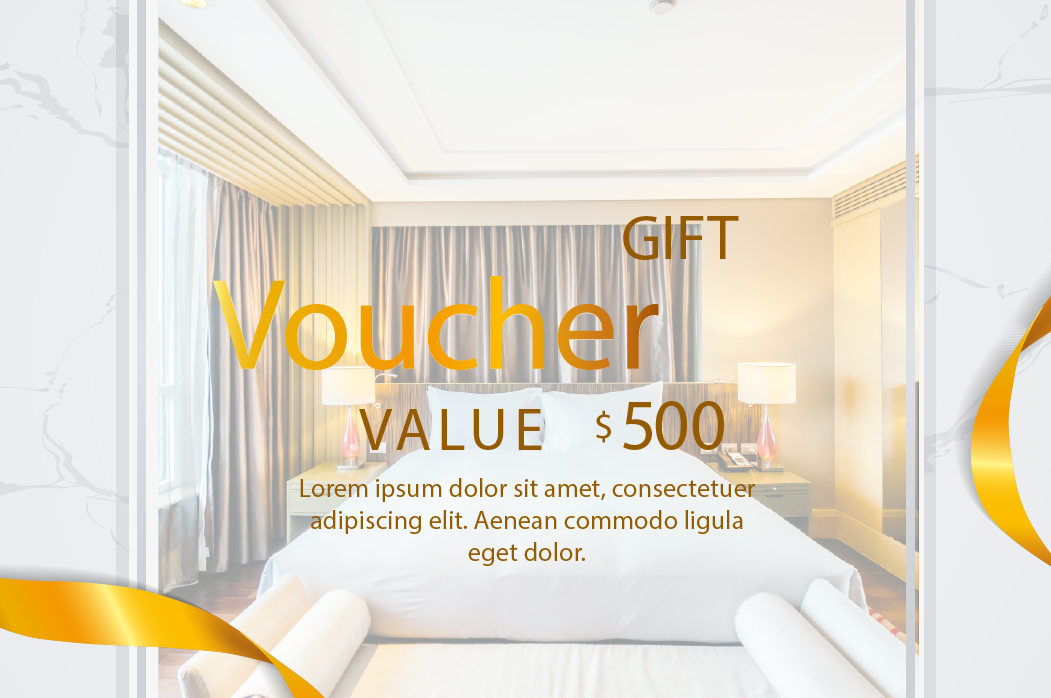 GIFT
Voucher
VALUE $500
Lorem ipsum dolor sit amet, consectetuer
adipiscing elit. Aenean commodo ligula
eget dolor.